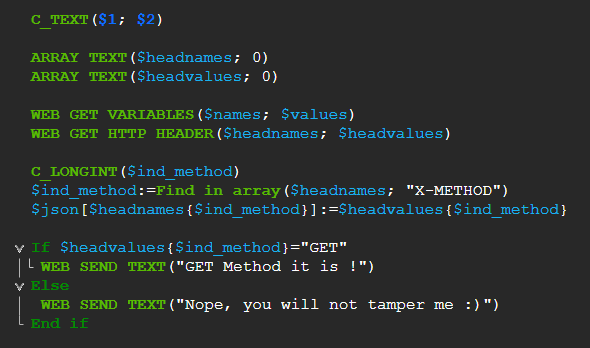 C_TEXT($1; $2)
ARRAY TEXT($headnames; 0)
ARRAY TEXT($headvalues; 0)
WEB GET VARIABLES($names; $values)
WEB GET HTTP HEADER($headnames; $headvalues)
C_LONGINT($ind_method)
$ind_method:=Find in array($headnames; "X-METHOD")
$json[$headnames{$ind_method}]:=$headvalues{$ind_method}
If $headvalues{$ind_method}="GET"
WEB SEND TEXT("GET Method it is !")
Else
WEB SEND TEXT("Nope, you will not tamper me :)")
End if